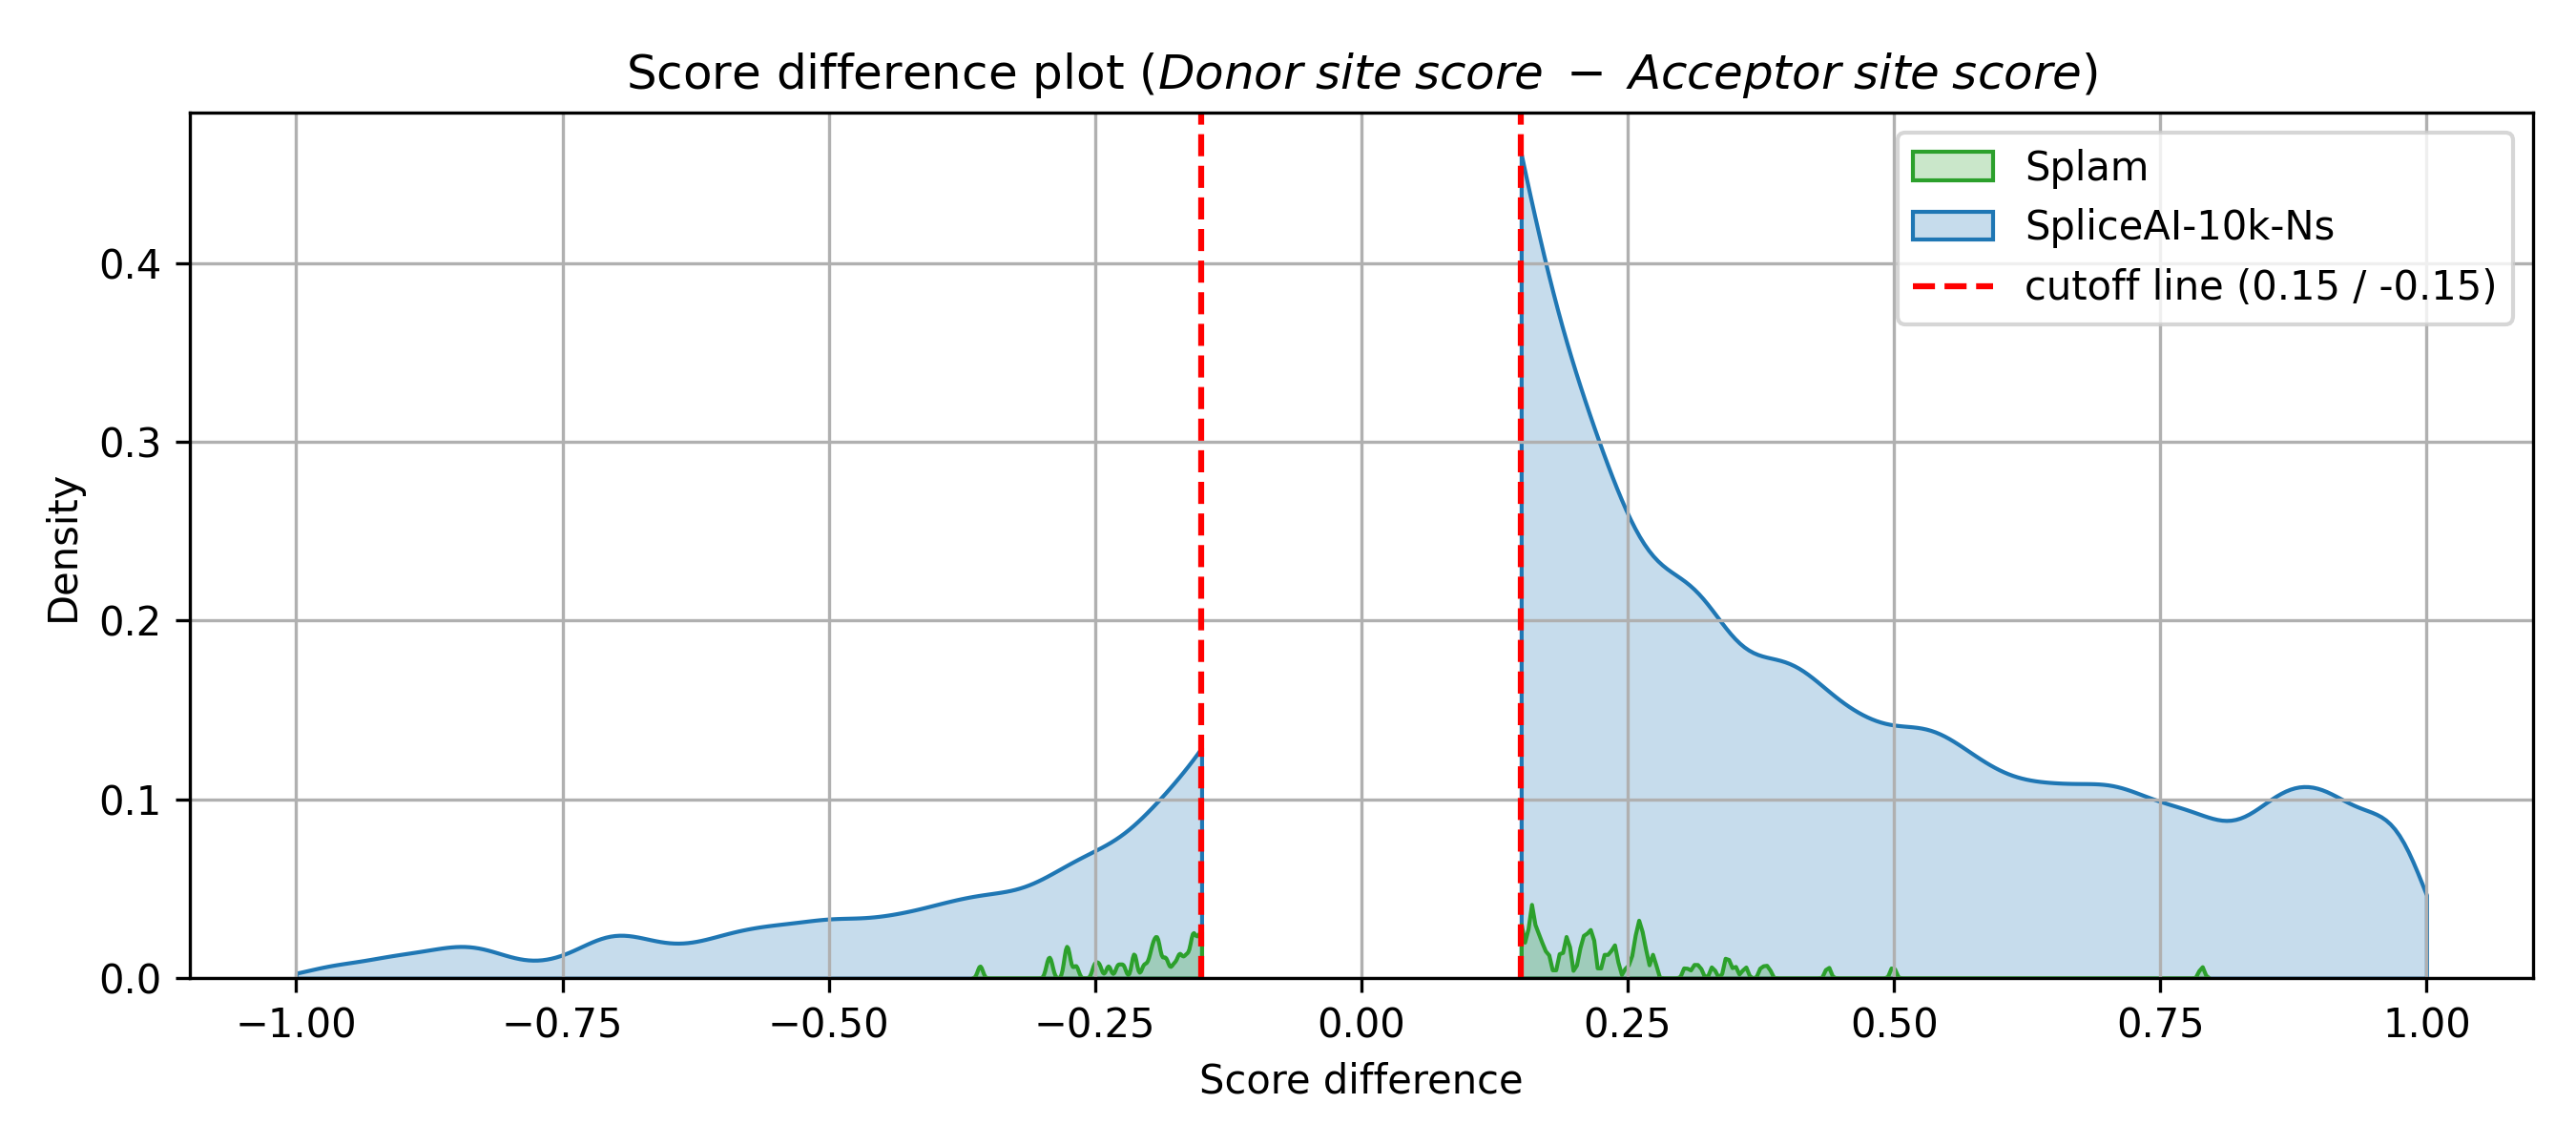 Score difference plot (Donor site score − Acceptor site score)
Splam
SpliceAI-10k-Ns
cutoff line (0.15 / -0.15)
Density
0.4
0.3
0.2
0.1
0.0
−1.00 −0.75 −0.50 −0.25 0.00 0.25 0.50 0.75 1.00
Score difference